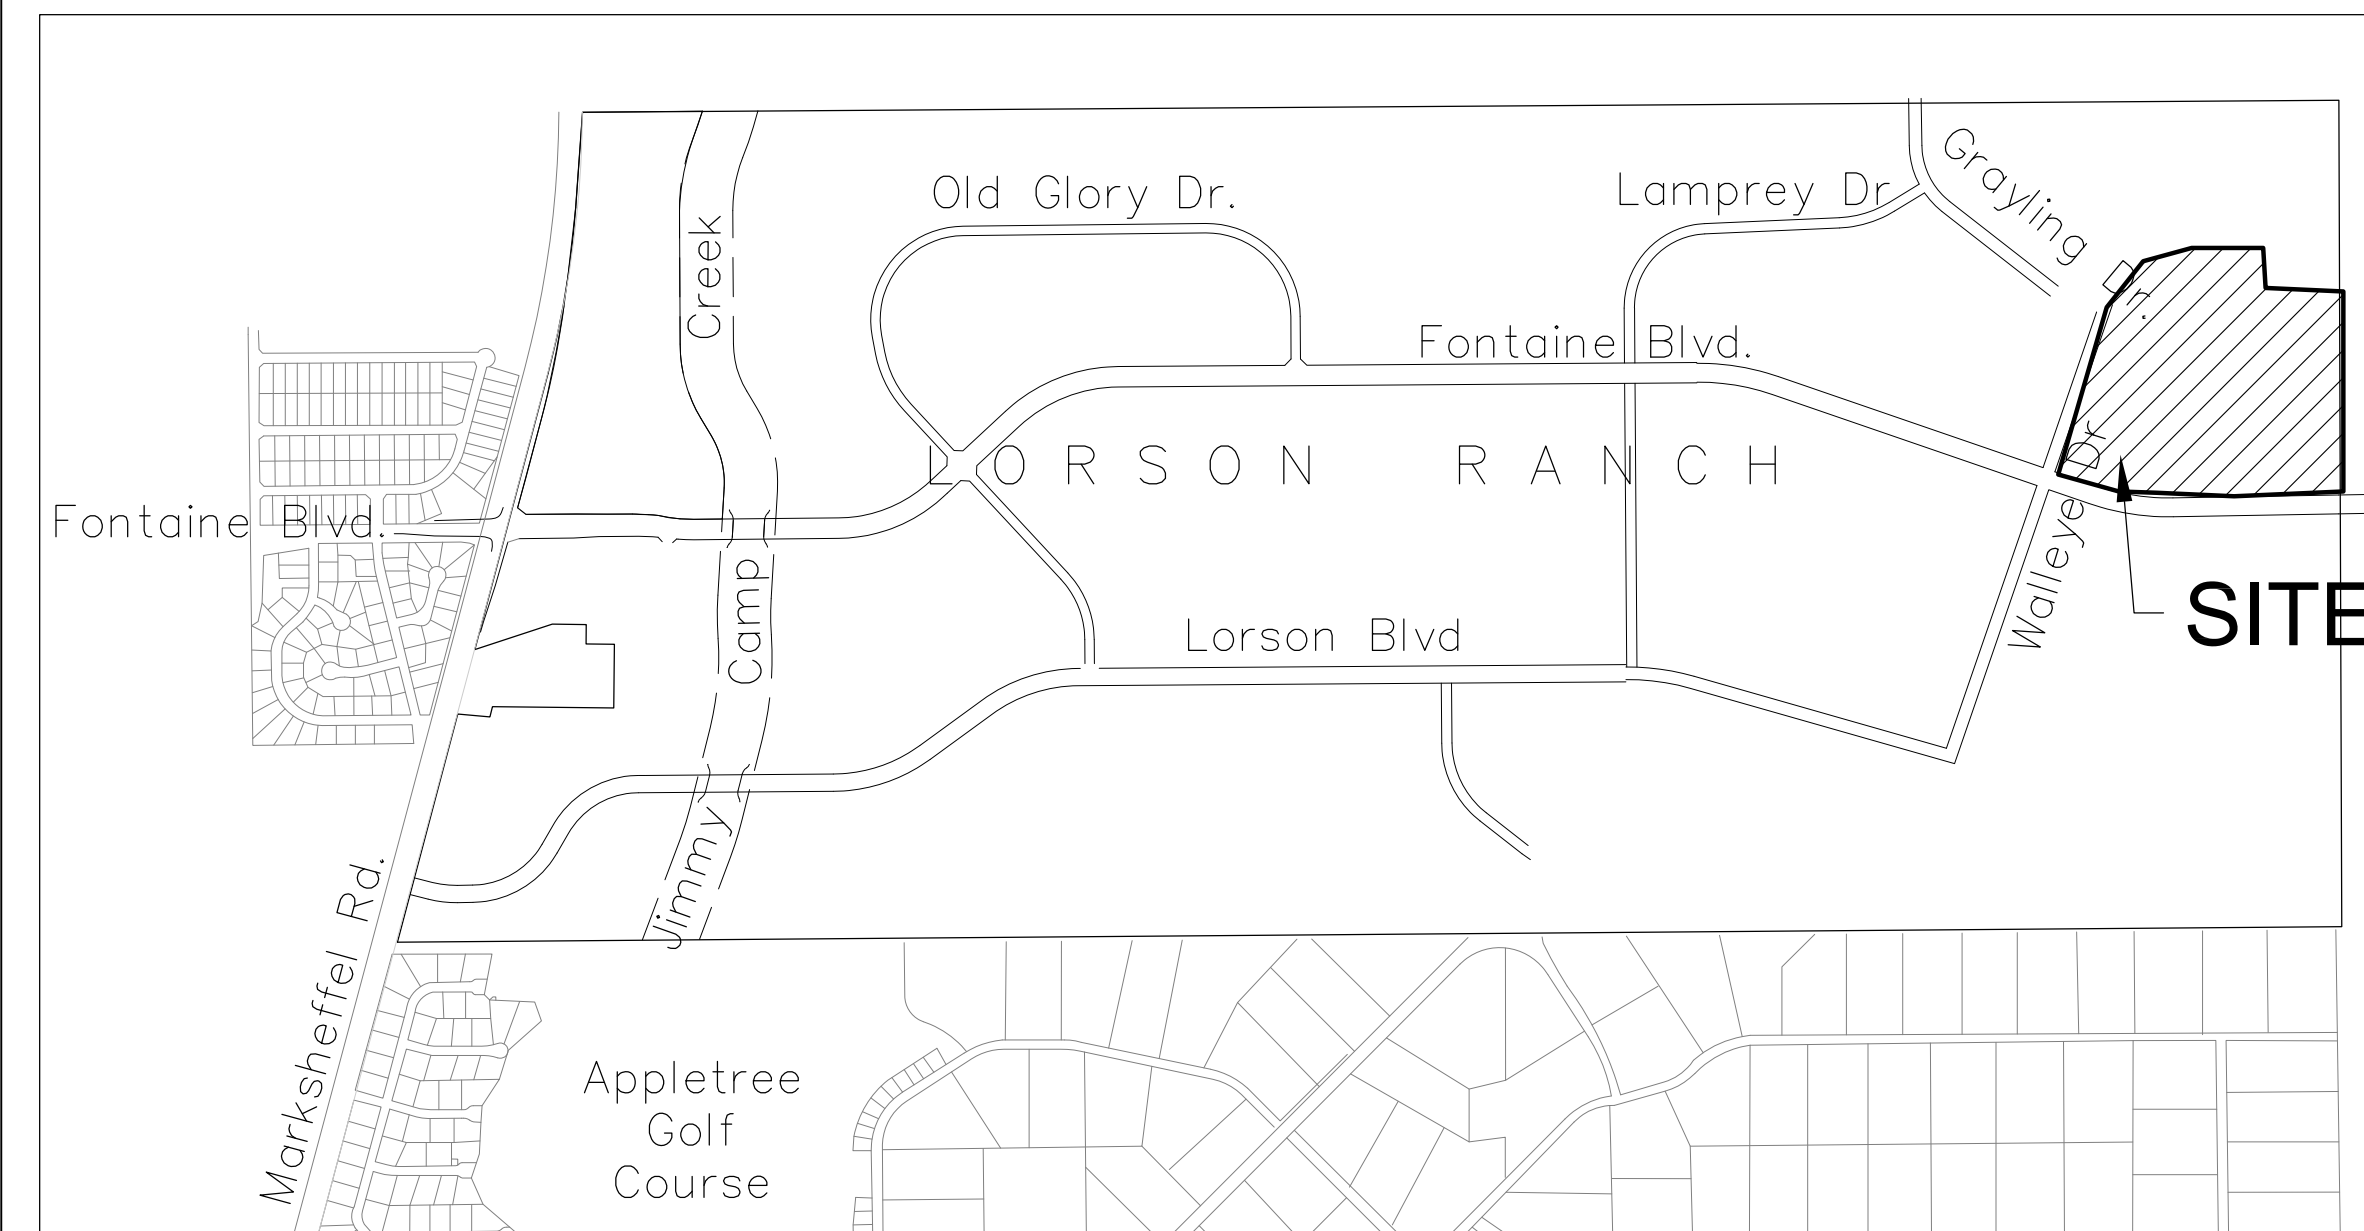 Grayling Dr.
Old Glory Dr.
Lamprey Dr
Creek
Fontaine Blvd.
LORSON RANCH
Fontaine Blvd.
Walleye Dr
Camp
SITE
Lorson Blvd
Jimmy
Marksheffel Rd.
Appletree
Golf
Course